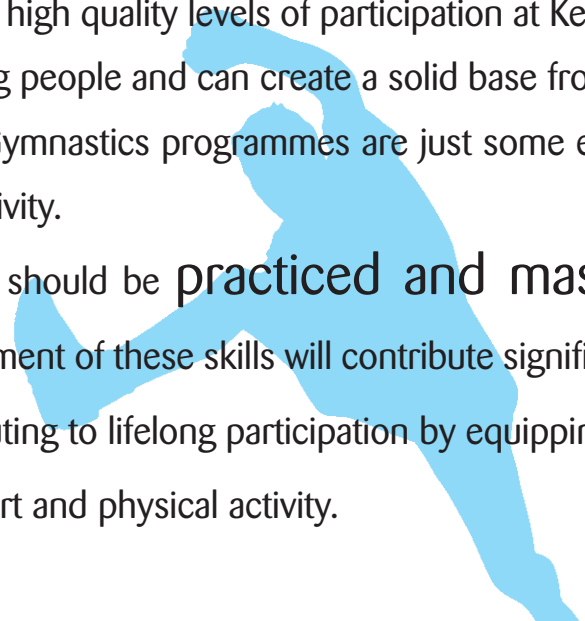 high quality levels of participation at Ke
g people and can create a solid base fro
ymnastics programmes are just some e
ivity.
should be practiced and mas
ment of these skills will contribute signifi
ting to lifelong participation by equippin
rt and physical activity.